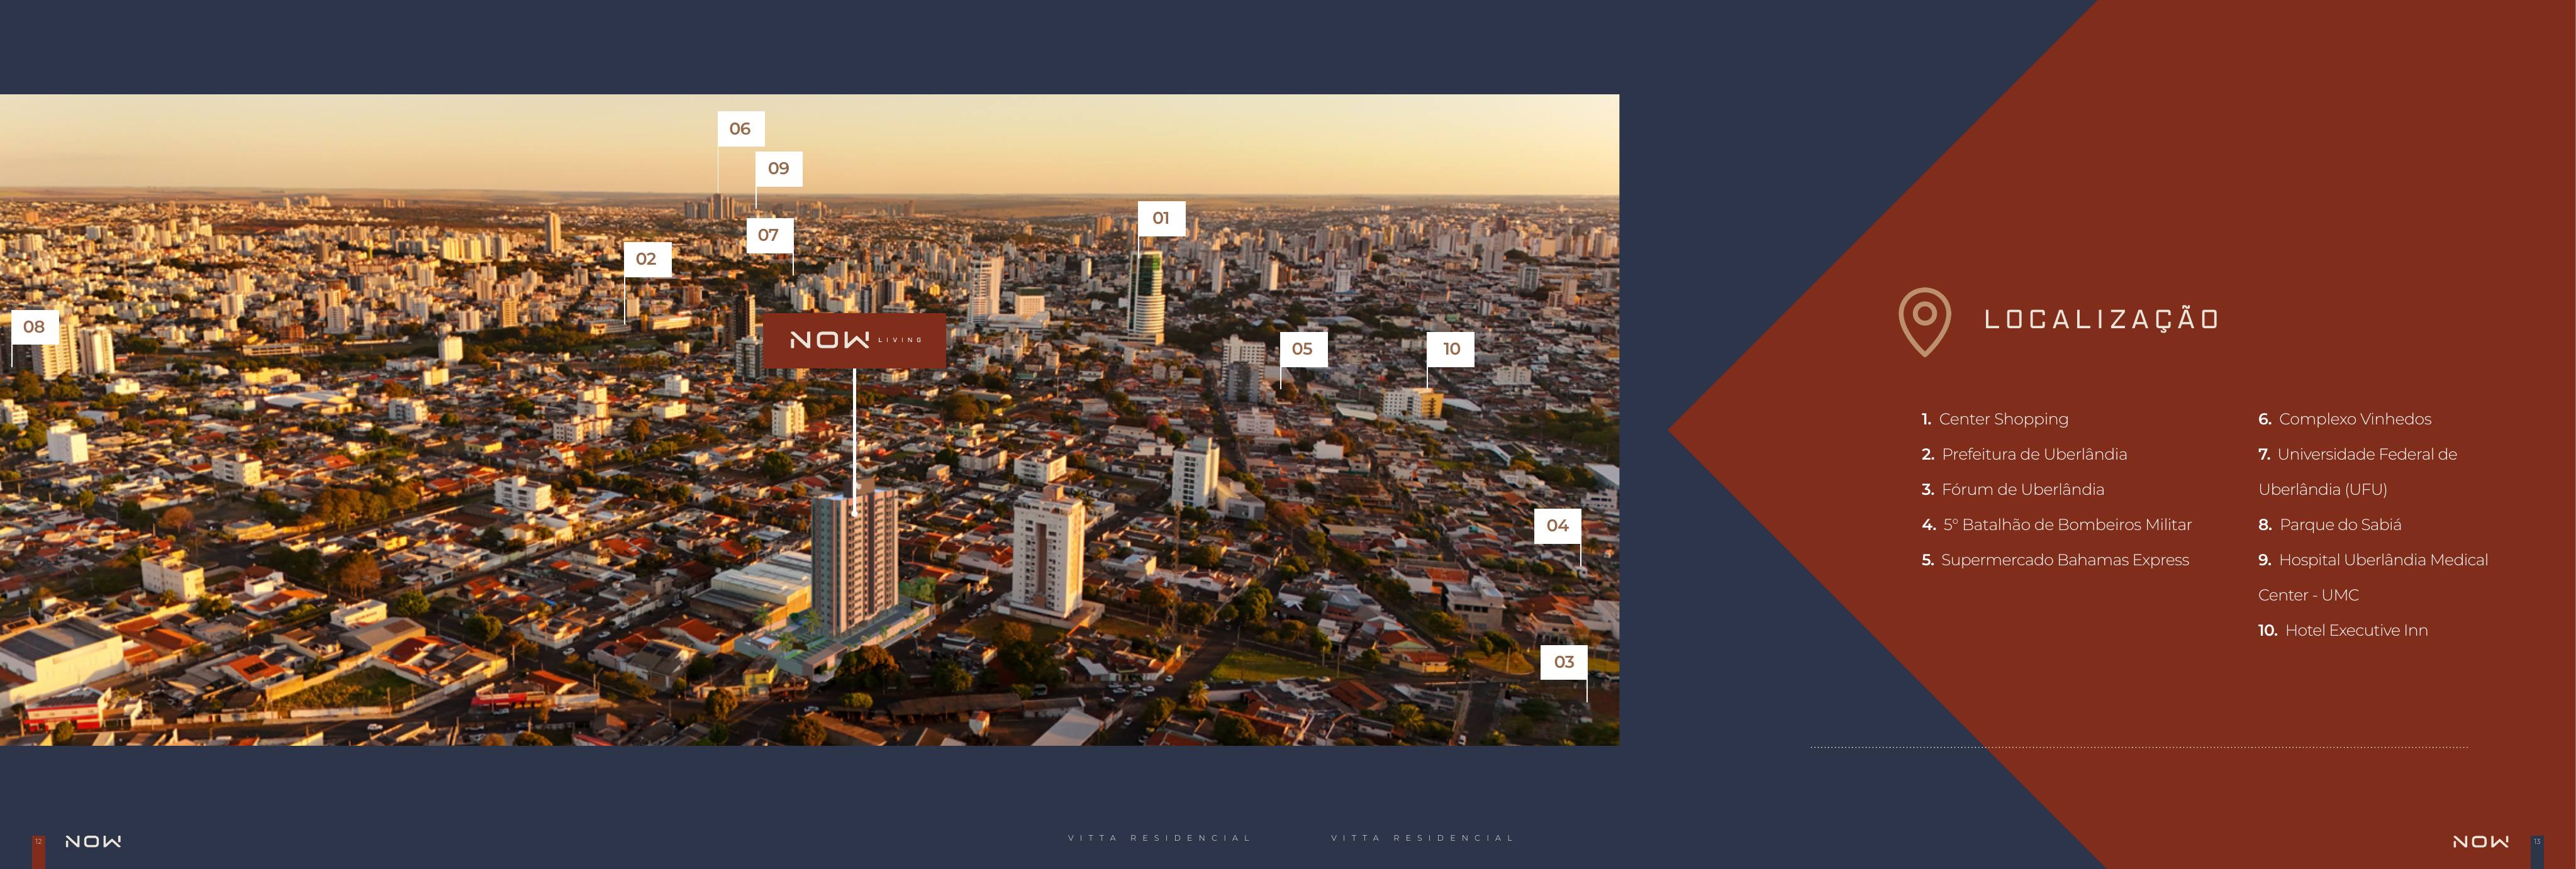 06
09
01
07
02
08
NOW LIVING
05
10
04
03
LOCALIZAÇÃO
1. Center Shopping
2. Prefeitura de Uberlândia
3. Fórum de Uberlândia
4. 5º Batalhão de Bombeiros Militar
5. Supermercado Bahamas Express
6. Complexo Vinhedos
7. Universidade Federal de
Uberlândia (UFU)
8. Parque do Sabiá
9. Hospital Uberlândia Medical
Center - UMC
10. Hotel Executive Inn
12
NOW
VITTA RESIDENCIAL
VITTA RESIDENCIAL
NOW
13